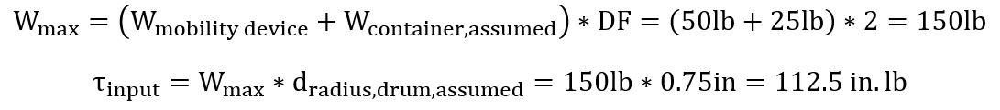 W_max = (W_mobility device + W_container,assumed) * DF = (50lb + 25lb) * 2 = 150lb
τ_input = W_max * d_radius,drum,assumed = 150lb * 0.75in = 112.5 in. lb